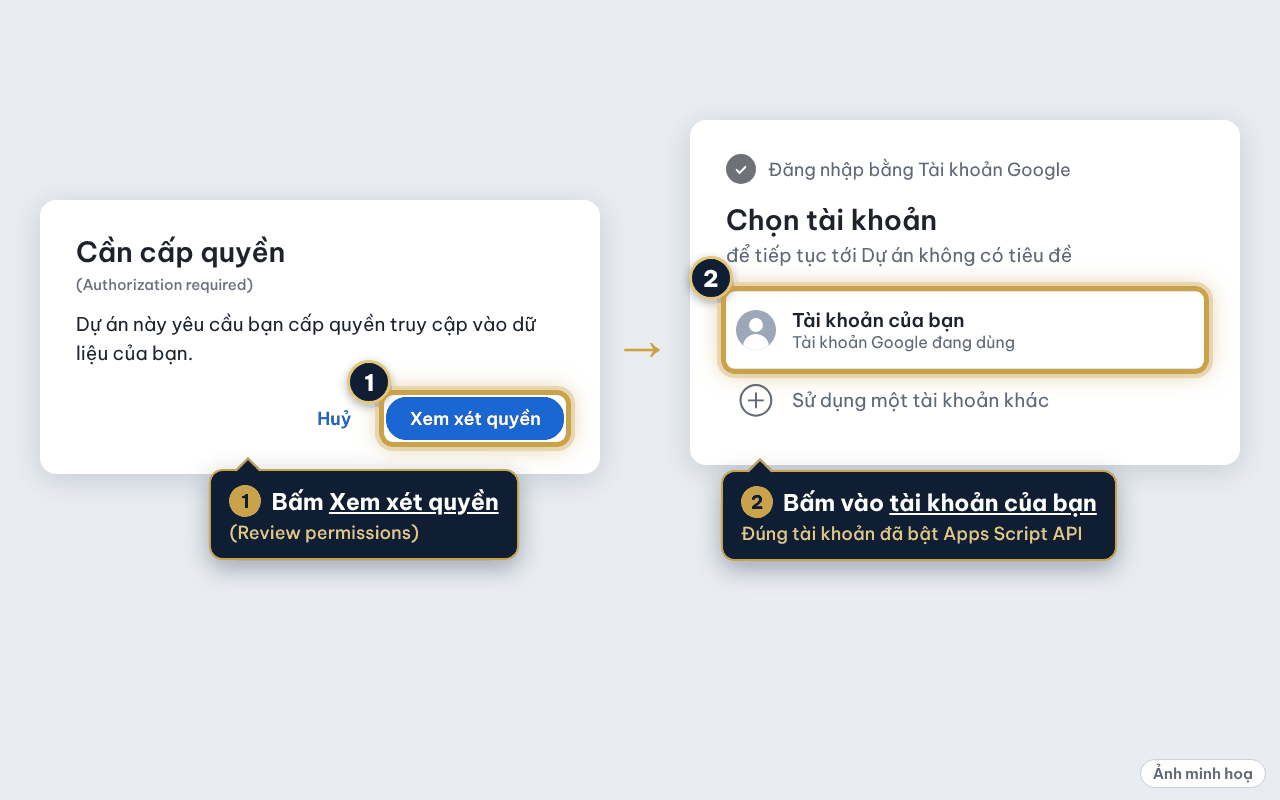 Cần cấp quyền
(Authorization required)
Dự án này yêu cầu bạn cấp quyền truy cập vào dữ
liệu của bạn.
1
Huỷ
Xem xét quyền
1 Bấm Xem xét quyền
(Review permissions)
→
Đăng nhập bằng Tài khoản Google
Chọn tài khoản
để tiếp tục tới Dự án không có tiêu đề
2
Tài khoản của bạn
Tài khoản Google đang dùng
Sử dụng một tài khoản khác
2 Bấm vào tài khoản của bạn
Đúng tài khoản đã bật Apps Script API
Ảnh minh hoạ